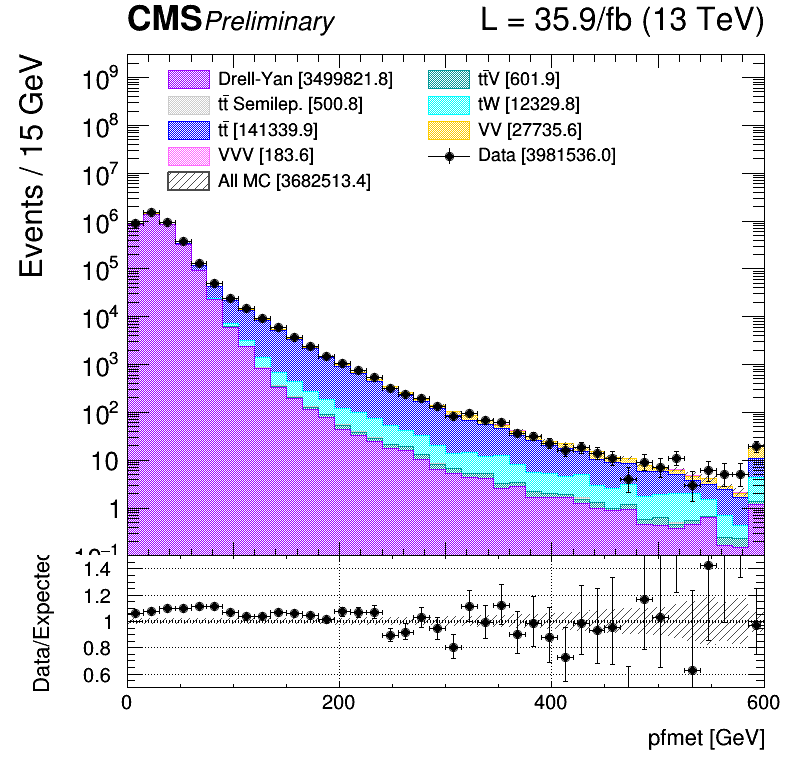 CMS Preliminary L = 35.9/fb (13 TeV)
Events / 15 GeV
10⁹
10⁸
10⁷
10⁶
10⁵
10⁴
10³
10²
10
1
10⁻¹
Drell-Yan [3499821.8]
tt̄ Semilep. [500.8]
tt̄ [141339.9]
VVV [183.6]
All MC [3682513.4]
tt̄V [601.9]
tW [12329.8]
VV [27735.6]
Data [3981536.0]
Data/Expected
1.4
1.2
1
0.8
0.6
0 200 400 600
pfmet [GeV]